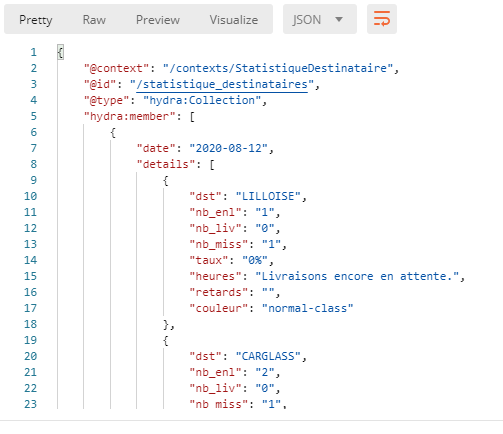 Pretty Raw Preview Visualize JSON
1 {
2 "@context": "/contexts/StatistiqueDestinataire",
3 "@id": "/statistique_destinataires",
4 "@type": "hydra:Collection",
5 "hydra:member": [
6 {
7 "date": "2020-08-12",
8 "details": [
9 {
10 "dst": "LILLOISE",
11 "nb_enl": "1",
12 "nb_liv": "0",
13 "nb_miss": "1",
14 "taux": "0%",
15 "heures": "Livraisons encore en attente.",
16 "retards": "",
17 "couleur": "normal-class"
18 },
19 {
20 "dst": "CARGLASS",
21 "nb_enl": "2",
22 "nb_liv": "0",
23 "nb_miss": "1",